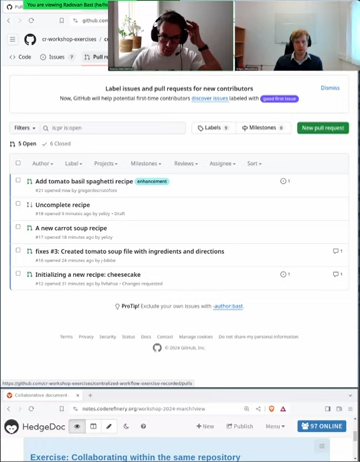 You are viewing Radovan Bast
github.com
cr-workshop-exercises /
Code
Issues
Pull
Label issues and pull requests for new contributors
Now, GitHub will help potential first-time contributors discover issues labeled with good first issue
Dismiss
Filters
is:pr is:open
Labels
Milestones
New pull request
5 Open
6 Closed
Author
Label
Projects
Milestones
Reviews
Assignee
Sort
Add tomato basil spaghetti recipe enhancement
Uncomplete recipe
Draft
A new carrot soup recipe
fixes #3: Created tomato soup file with ingredients and directions
Initializing a new recipe: cheesecake
Changes requested
ProTip! Exclude your own issues with -author:bast.
Terms Privacy Security Status Docs Contact Manage cookies Do not share my personal information
© 2024 GitHub, Inc.
https://github.com/cr-workshop-exercises/centralized-workflow-exercise-recorded/pulls
Collaborative document
notes.coderefinery.org/workshop-2024-march?view
HedgeDoc
New
Publish
Menu
97 ONLINE
Exercise: Collaborating within the same repository